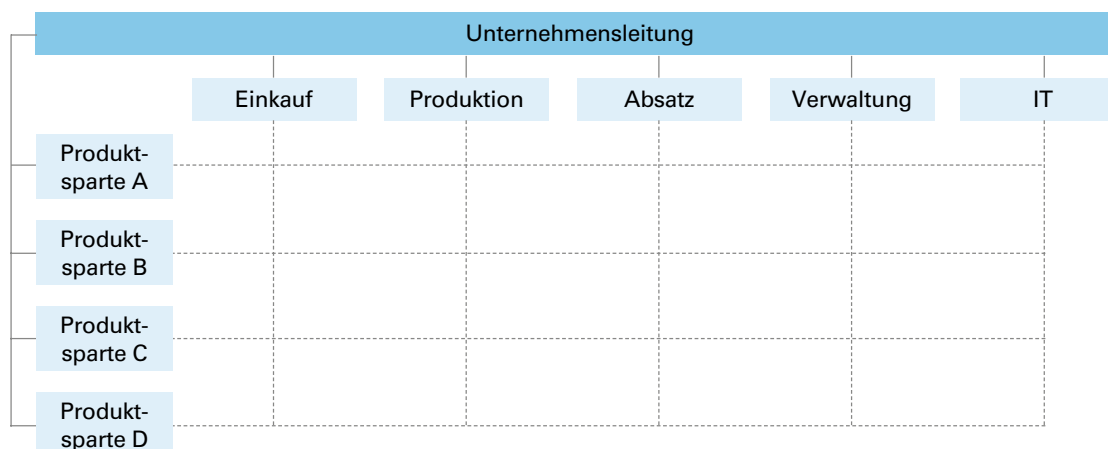 Unternehmensleitung
Einkauf
Produktion
Absatz
Verwaltung
IT
Produkt-
sparte A
Produkt-
sparte B
Produkt-
sparte C
Produkt-
sparte D